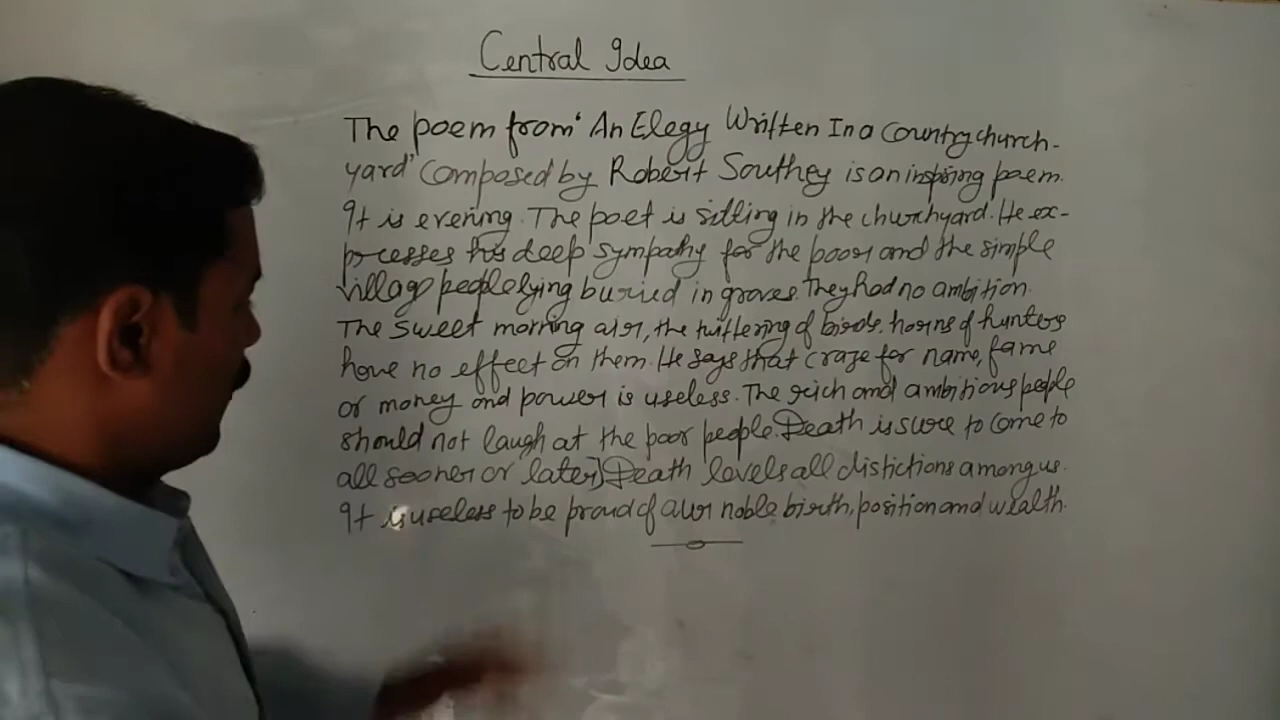 Central Idea
The poem from 'An Elegy Written In a Country church-
yard' Composed by Robert Southey is an inspiring poem.
It is evening. The poet is sitting in the churchyard. He ex-
presses his deep sympathy for the poor and the simple
village people lying buried in graves. They had no ambition.
The sweet morning air, the twittering of birds, horns of hunters
have no effect on them. He says that craze for name, fame
or money and power is useless. The rich and ambitious people
should not laugh at the poor people. Death is sure to come to
all sooner or later) Death levels all distictions among us.
It is useless to be proud of our noble birth, position and wealth.